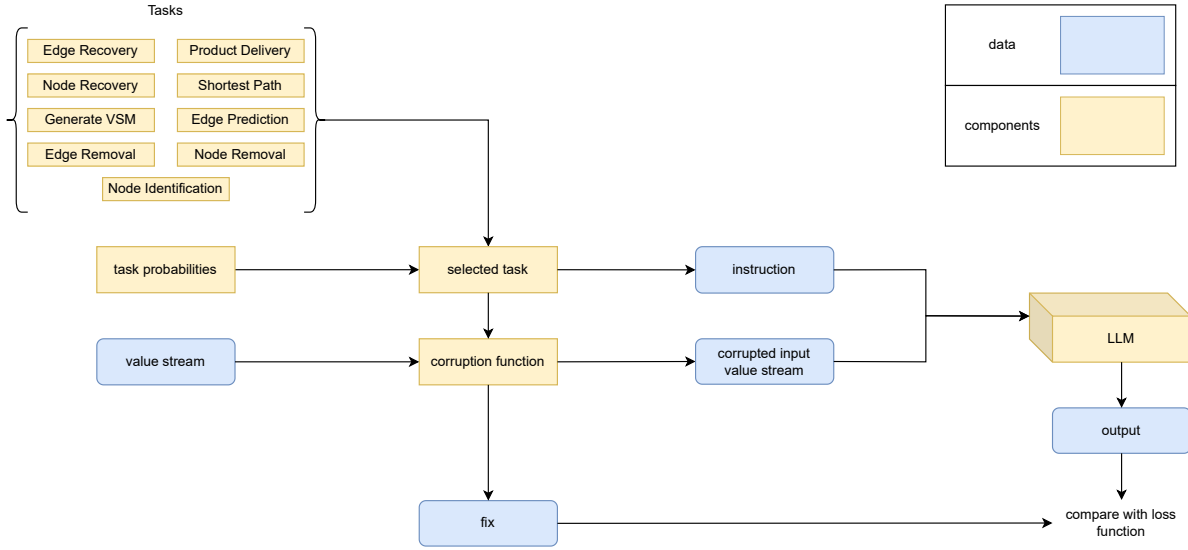 Tasks
Edge Recovery
Product Delivery
Node Recovery
Shortest Path
Generate VSM
Edge Prediction
Edge Removal
Node Removal
Node Identification
data
components
task probabilities
selected task
instruction
LLM
value stream
corruption function
corrupted input
value stream
output
fix
compare with loss
function